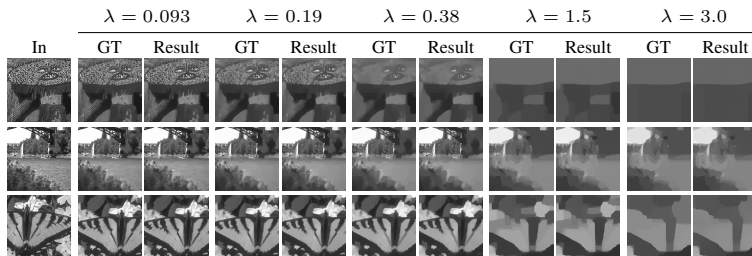 λ = 0.093 λ = 0.19 λ = 0.38 λ = 1.5 λ = 3.0
In GT Result GT Result GT Result GT Result GT Result